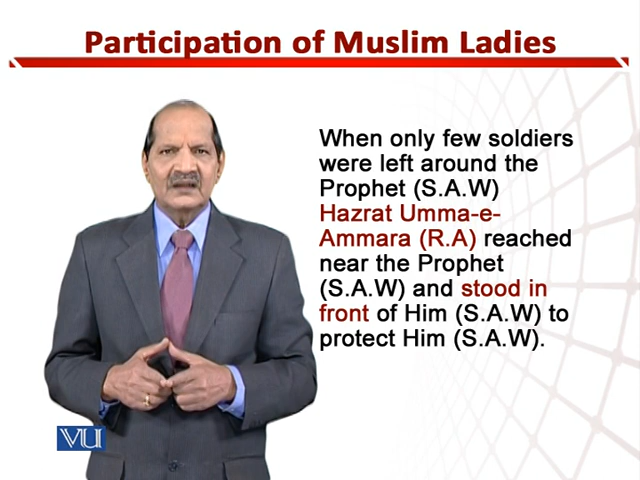 Participation of Muslim Ladies
When only few soldiers
were left around the
Prophet (S.A.W)
Hazrat Umma-e-
Ammara (R.A) reached
near the Prophet
(S.A.W) and stood in
front of Him (S.A.W) to
protect Him (S.A.W).
VU